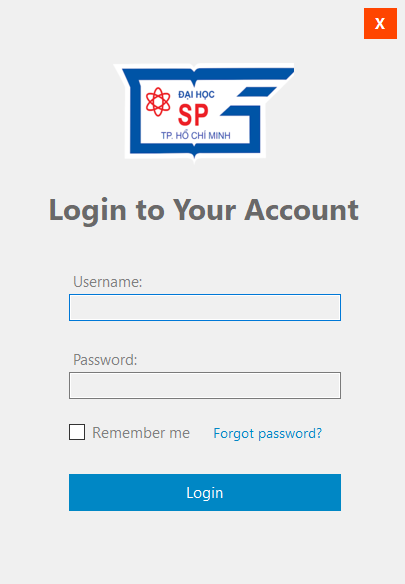 X
ĐẠI HỌC
SP
TP. HỒ CHÍ MINH
Login to Your Account
Username:
Password:
Remember me Forgot password?
Login